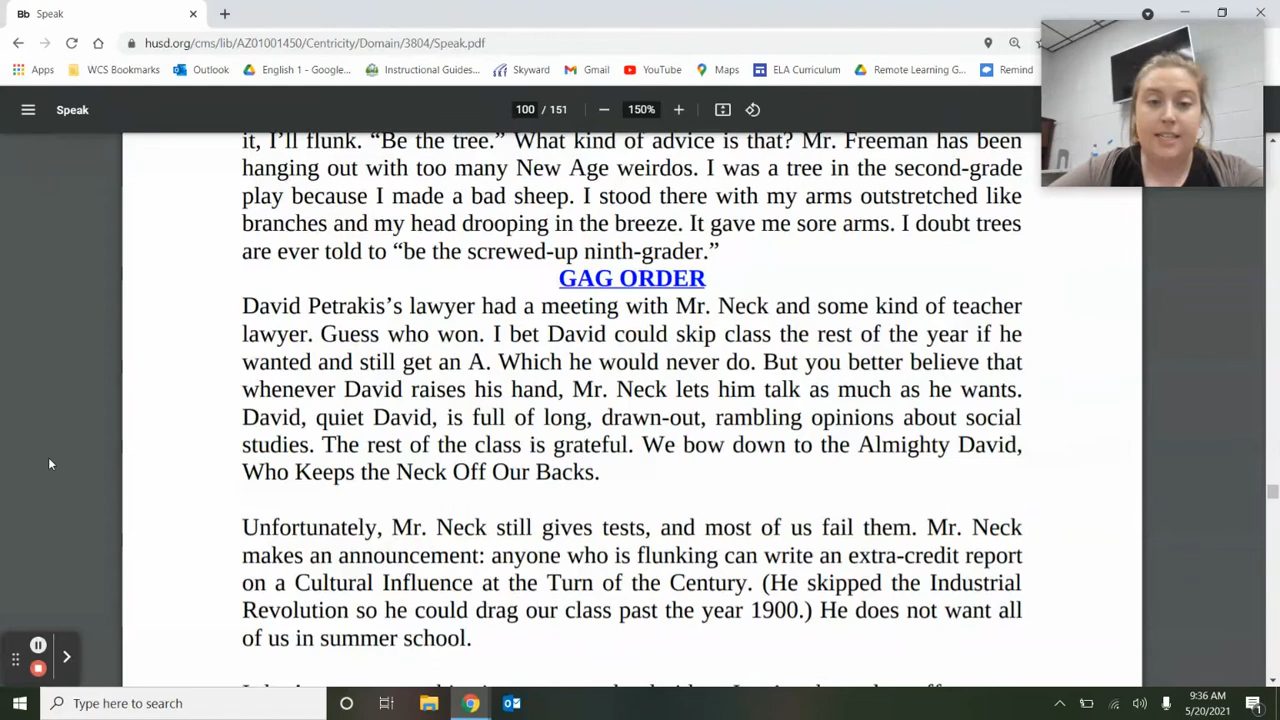 Bb Speak
husd.org/cms/lib/AZ01001450/Centricity/Domain/3804/Speak.pdf
Apps WCS Bookmarks Outlook English 1 - Google... Instructional Guides... Skyward Gmail YouTube Maps ELA Curriculum Remote Learning G... Remind
Speak 100 / 151 150%
it, I’ll flunk. “Be the tree.” What kind of advice is that? Mr. Freeman has been
hanging out with too many New Age weirdos. I was a tree in the second-grade
play because I made a bad sheep. I stood there with my arms outstretched like
branches and my head drooping in the breeze. It gave me sore arms. I doubt trees
are ever told to “be the screwed-up ninth-grader.”
GAG ORDER
David Petrakis’s lawyer had a meeting with Mr. Neck and some kind of teacher
lawyer. Guess who won. I bet David could skip class the rest of the year if he
wanted and still get an A. Which he would never do. But you better believe that
whenever David raises his hand, Mr. Neck lets him talk as much as he wants.
David, quiet David, is full of long, drawn-out, rambling opinions about social
studies. The rest of the class is grateful. We bow down to the Almighty David,
Who Keeps the Neck Off Our Backs.
Unfortunately, Mr. Neck still gives tests, and most of us fail them. Mr. Neck
makes an announcement: anyone who is flunking can write an extra-credit report
on a Cultural Influence at the Turn of the Century. (He skipped the Industrial
Revolution so he could drag our class past the year 1900.) He does not want all
of us in summer school.
Type here to search
9:36 AM
5/20/2021